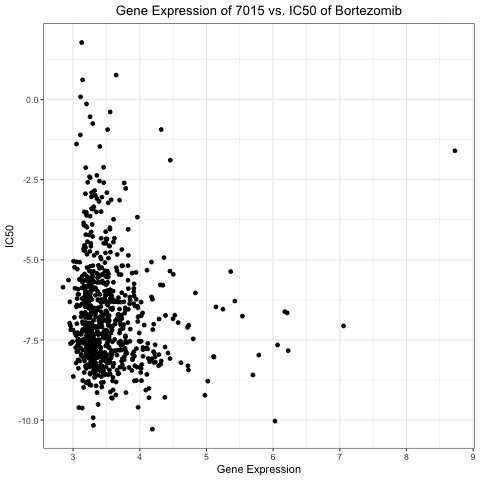 Gene Expression of 7015 vs. IC50 of Bortezomib
0.0
-2.5
-5.0
-7.5
-10.0
IC50
3 4 5 6 7 8 9
Gene Expression